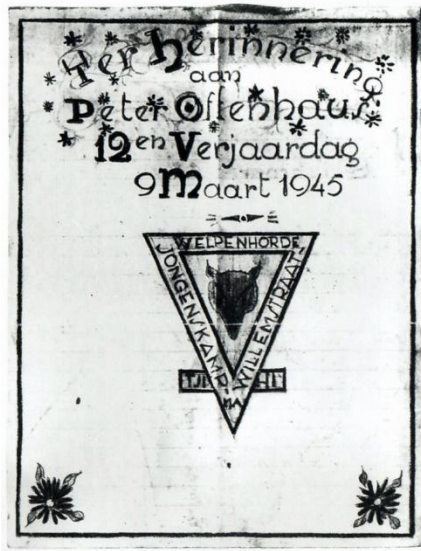 Ter Herinnering
aan
Peter Ostenhaus'
12en Verjaardag
9 Maart 1945
WELPENHORDE
JONGENSKAMP
WILLEMSTRAAT
TJIMAHI